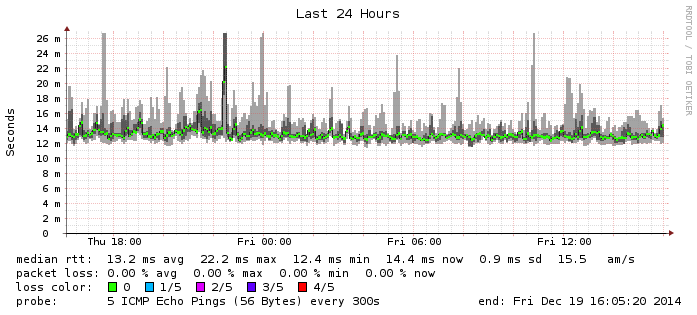 Last 24 Hours
RRDTOOL / TOBI OETIKER
Seconds
26 m
24 m
22 m
20 m
18 m
16 m
14 m
12 m
10 m
8 m
6 m
4 m
2 m
0
Thu 18:00 Fri 00:00 Fri 06:00 Fri 12:00
median rtt: 13.2 ms avg 22.2 ms max 12.4 ms min 14.4 ms now 0.9 ms sd 15.5 am/s
packet loss: 0.00 % avg 0.00 % max 0.00 % min 0.00 % now
loss color: 0 1/5 2/5 3/5 4/5
probe: 5 ICMP Echo Pings (56 Bytes) every 300s end: Fri Dec 19 16:05:20 2014